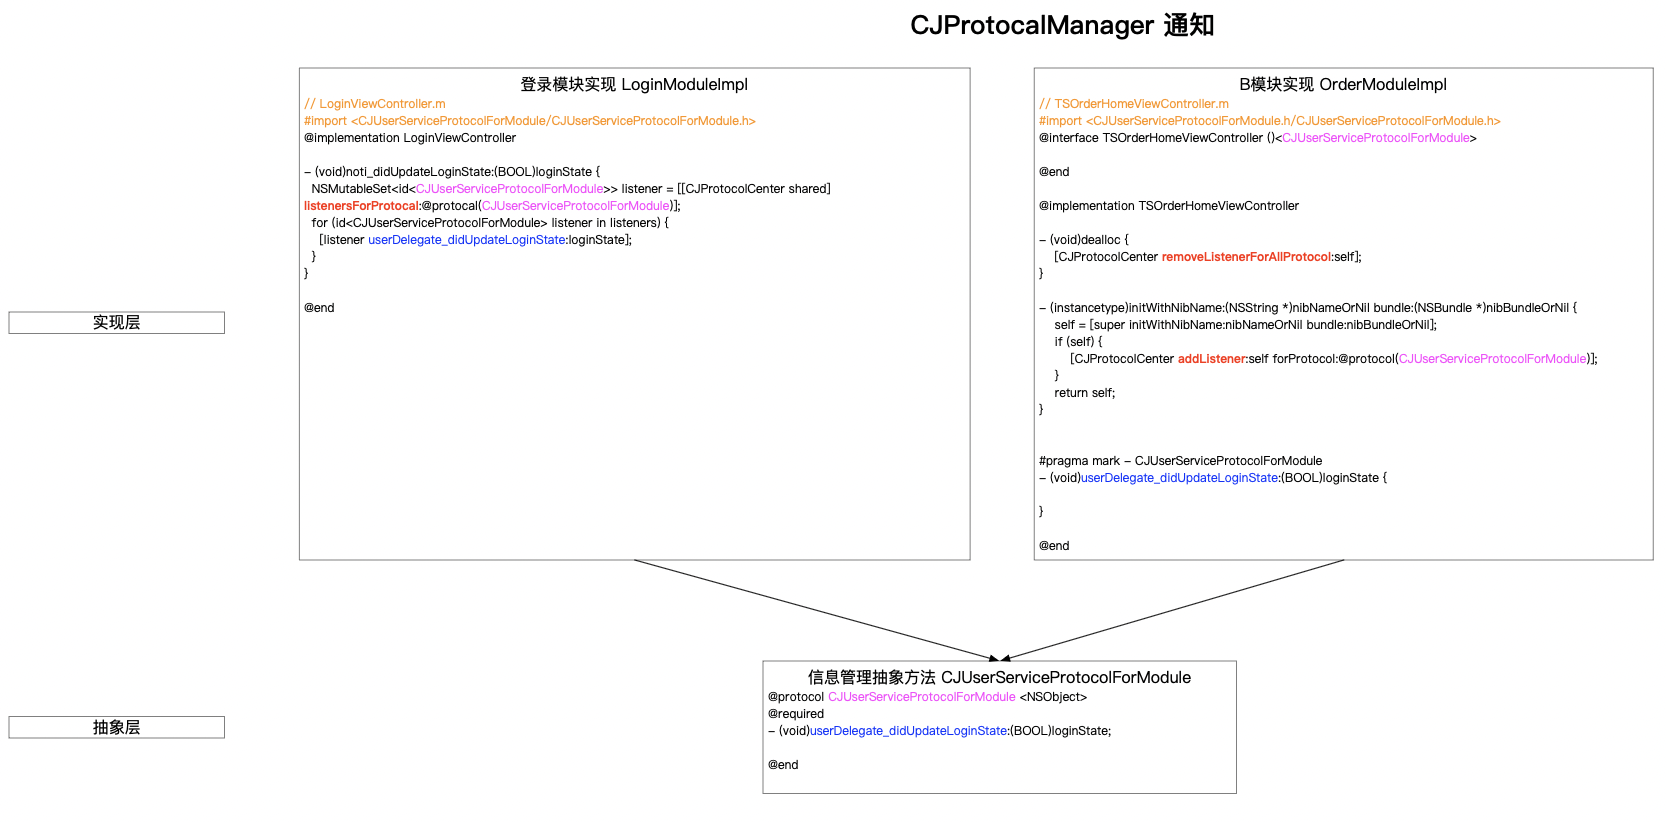 CJProtocalManager 通知
登录模块实现 LoginModuleImpl
// LoginViewController.m
#import <CJUserServiceProtocolForModule/CJUserServiceProtocolForModule.h>
@implementation LoginViewController
- (void)noti_didUpdateLoginState:(BOOL)loginState {
NSMutableSet<id<CJUserServiceProtocolForModule>> listener = [[CJProtocolCenter shared]
listenersForProtocal:@protocal(CJUserServiceProtocolForModule)];
for (id<CJUserServiceProtocolForModule> listener in listeners) {
[listener userDelegate_didUpdateLoginState:loginState];
}
}
@end
B模块实现 OrderModuleImpl
// TSOrderHomeViewController.m
#import <CJUserServiceProtocolForModule.h/CJUserServiceProtocolForModule.h>
@interface TSOrderHomeViewController ()<CJUserServiceProtocolForModule>
@end
@implementation TSOrderHomeViewController
- (void)dealloc {
[CJProtocolCenter removeListenerForAllProtocol:self];
}
- (instancetype)initWithNibName:(NSString *)nibNameOrNil bundle:(NSBundle *)nibBundleOrNil {
self = [super initWithNibName:nibNameOrNil bundle:nibBundleOrNil];
if (self) {
[CJProtocolCenter addListener:self forProtocol:@protocol(CJUserServiceProtocolForModule)];
}
return self;
}
#pragma mark - CJUserServiceProtocolForModule
- (void)userDelegate_didUpdateLoginState:(BOOL)loginState {
}
@end
实现层
信息管理抽象方法 CJUserServiceProtocolForModule
@protocol CJUserServiceProtocolForModule <NSObject>
@required
- (void)userDelegate_didUpdateLoginState:(BOOL)loginState;
@end
抽象层